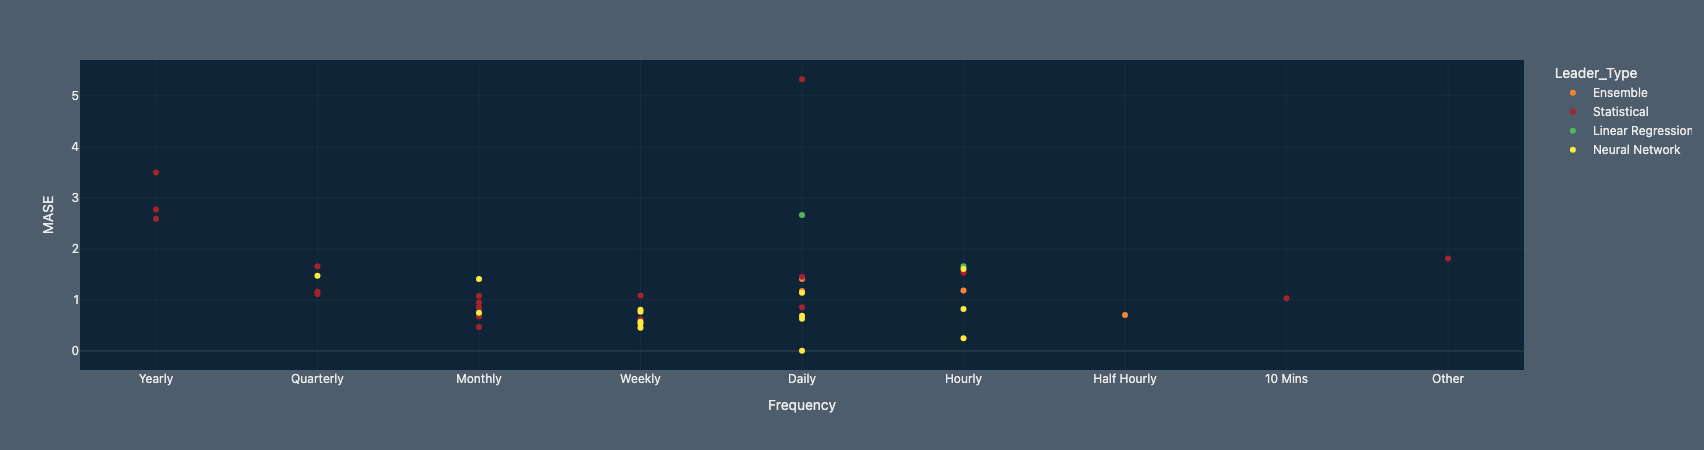 Leader_Type
Ensemble
Statistical
Linear Regression
Neural Network
MASE
5
4
3
2
1
0
Yearly Quarterly Monthly Weekly Daily Hourly Half Hourly 10 Mins Other
Frequency